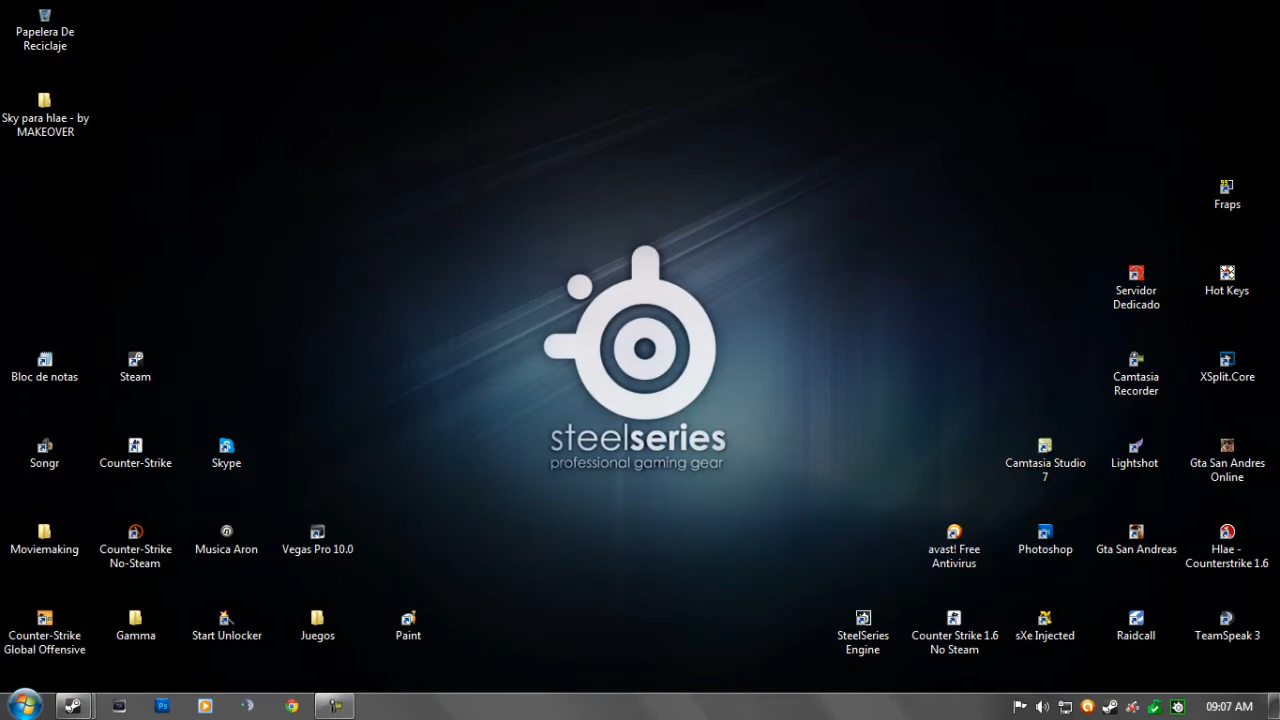 Papelera De
Reciclaje
Sky para hlae - by
MAKEOVER
Fraps
Servidor
Dedicado
Hot Keys
Bloc de notas
Steam
Camtasia
Recorder
XSplit.Core
steelseries
professional gaming gear
Songr
Counter-Strike
Skype
Camtasia Studio
7
Lightshot
Gta San Andres
Online
Moviemaking
Counter-Strike
No-Steam
Musica Aron
Vegas Pro 10.0
avast! Free
Antivirus
Photoshop
Gta San Andreas
Hlae -
Counterstrike 1.6
Counter-Strike
Global Offensive
Gamma
Start Unlocker
Juegos
Paint
SteelSeries
Engine
Counter Strike 1.6
No Steam
sXe Injected
Raidcall
TeamSpeak 3
Ps
09:07 AM